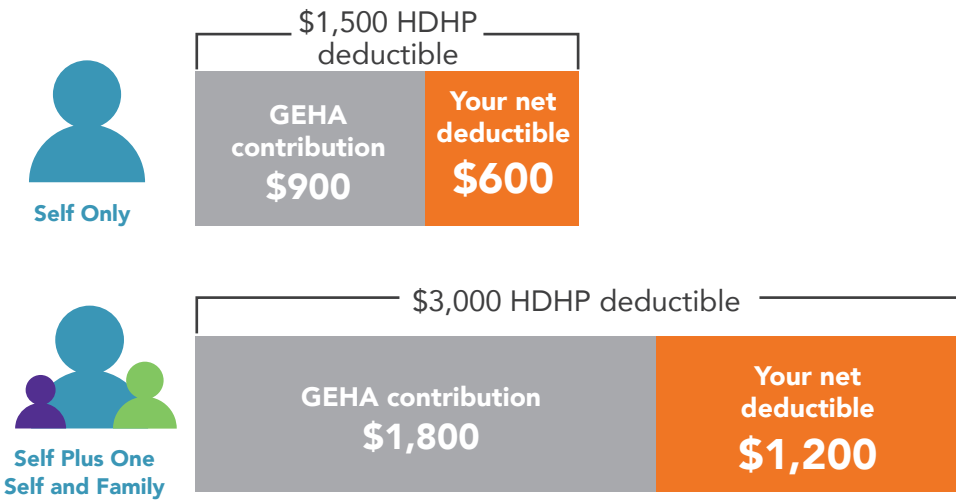 $1,500 HDHP
deductible
GEHA
contribution
$900
Your net
deductible
$600
Self Only
$3,000 HDHP deductible
GEHA contribution
$1,800
Your net
deductible
$1,200
Self Plus One
Self and Family